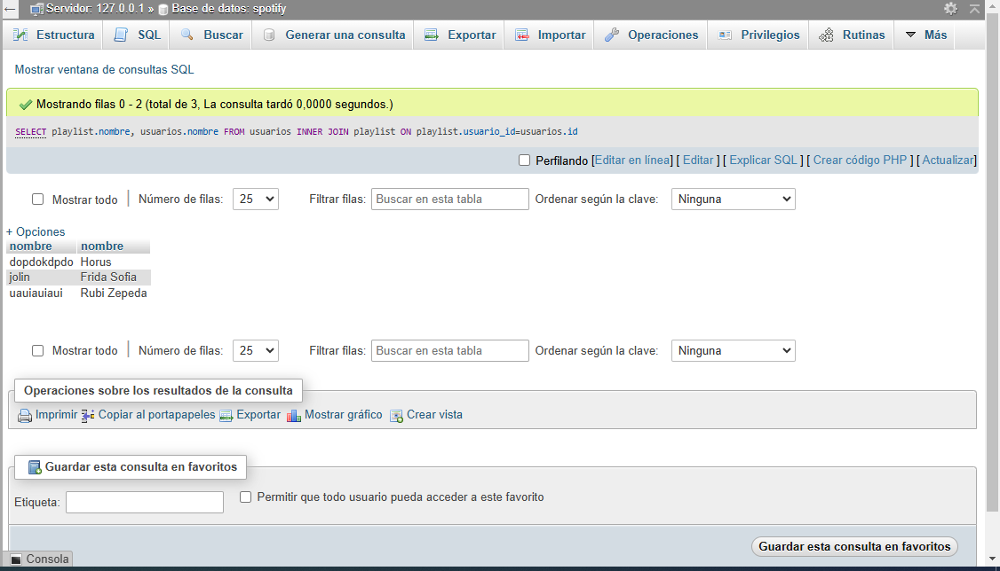 Servidor: 127.0.0.1 » Base de datos: spotify
Estructura SQL Buscar Generar una consulta Exportar Importar Operaciones Privilegios Rutinas Más
Mostrar ventana de consultas SQL
Mostrando filas 0 - 2 (total de 3, La consulta tardó 0,0000 segundos.)
SELECT playlist.nombre, usuarios.nombre FROM usuarios INNER JOIN playlist ON playlist.usuario_id=usuarios.id
Perfilando [Editar en línea] [ Editar ] [ Explicar SQL ] [ Crear código PHP ] [ Actualizar]
Mostrar todo Número de filas: 25 Filtrar filas: Buscar en esta tabla Ordenar según la clave: Ninguna
+ Opciones
nombre nombre
dopdokdpdo Horus
jolin Frida Sofia
uauiauiaui Rubi Zepeda
Mostrar todo Número de filas: 25 Filtrar filas: Buscar en esta tabla Ordenar según la clave: Ninguna
Operaciones sobre los resultados de la consulta
Imprimir Copiar al portapapeles Exportar Mostrar gráfico Crear vista
Guardar esta consulta en favoritos
Etiqueta: Permitir que todo usuario pueda acceder a este favorito
Guardar esta consulta en favoritos
Consola